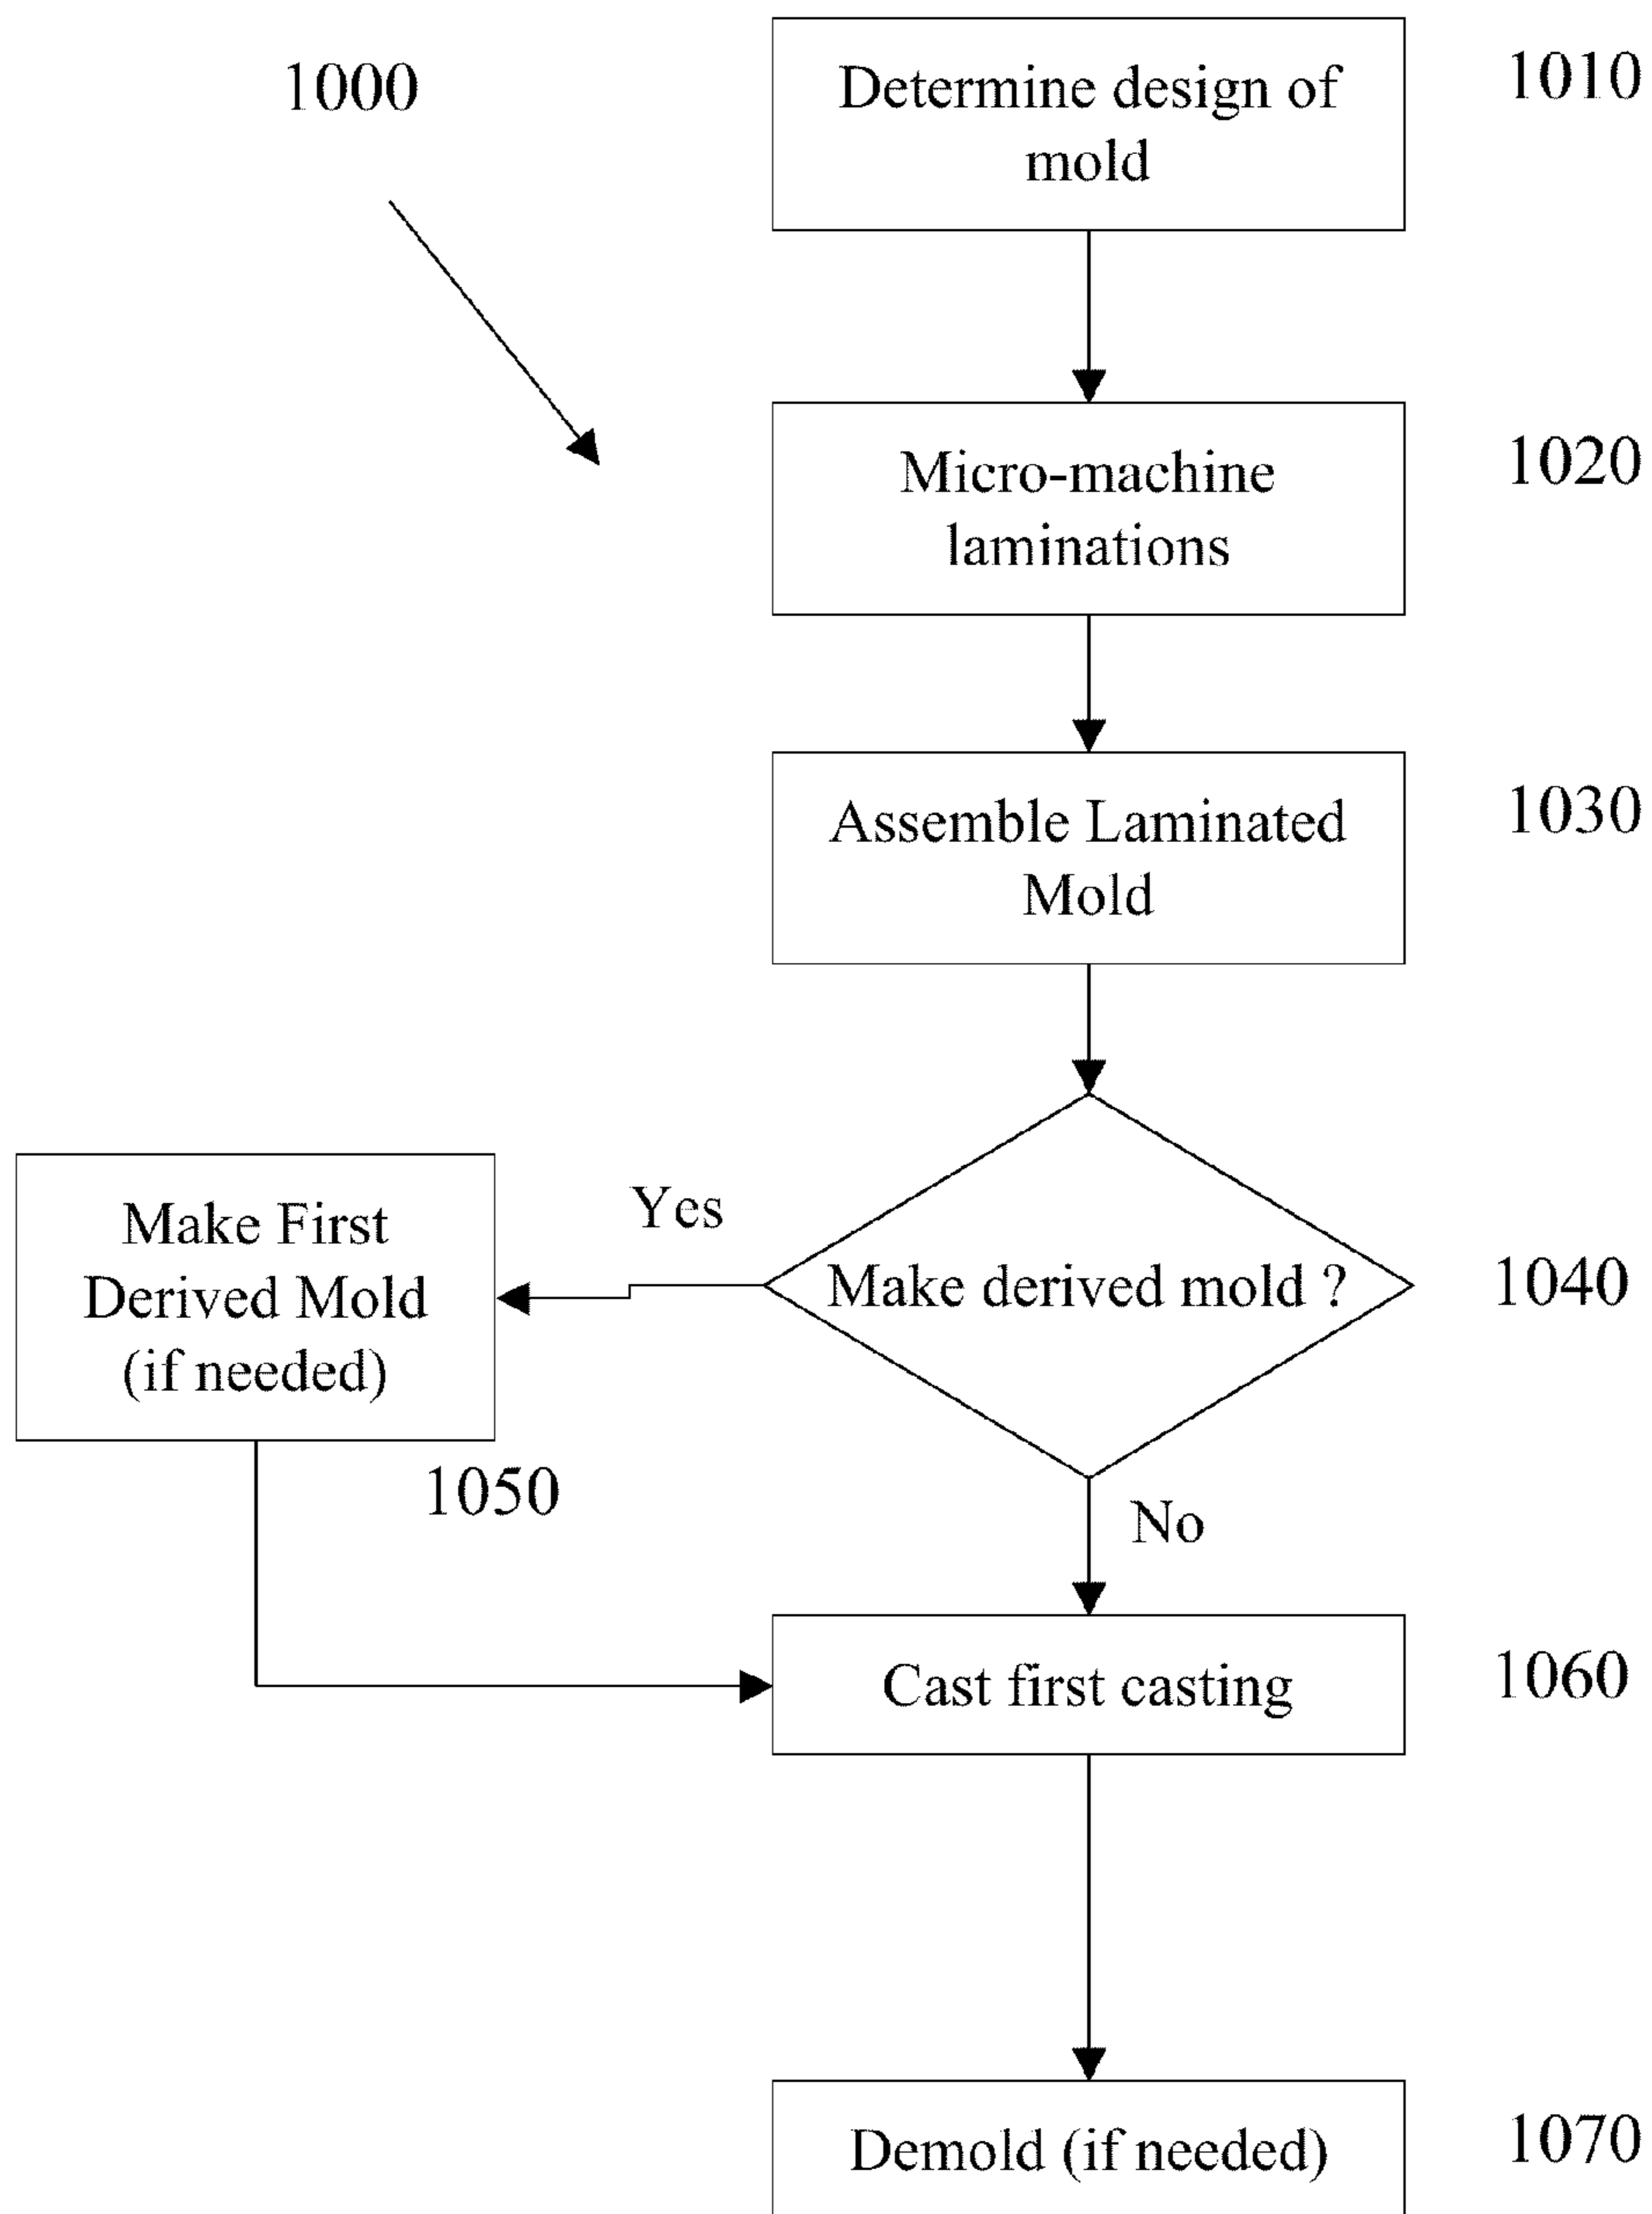 1000
Determine design of
mold
1010
Micro-machine
laminations
1020
Assemble Laminated
Mold
1030
Make First
Derived Mold
(if needed)
1050
Yes
Make derived mold ?
1040
No
Cast first casting
1060
Demold (if needed)
1070